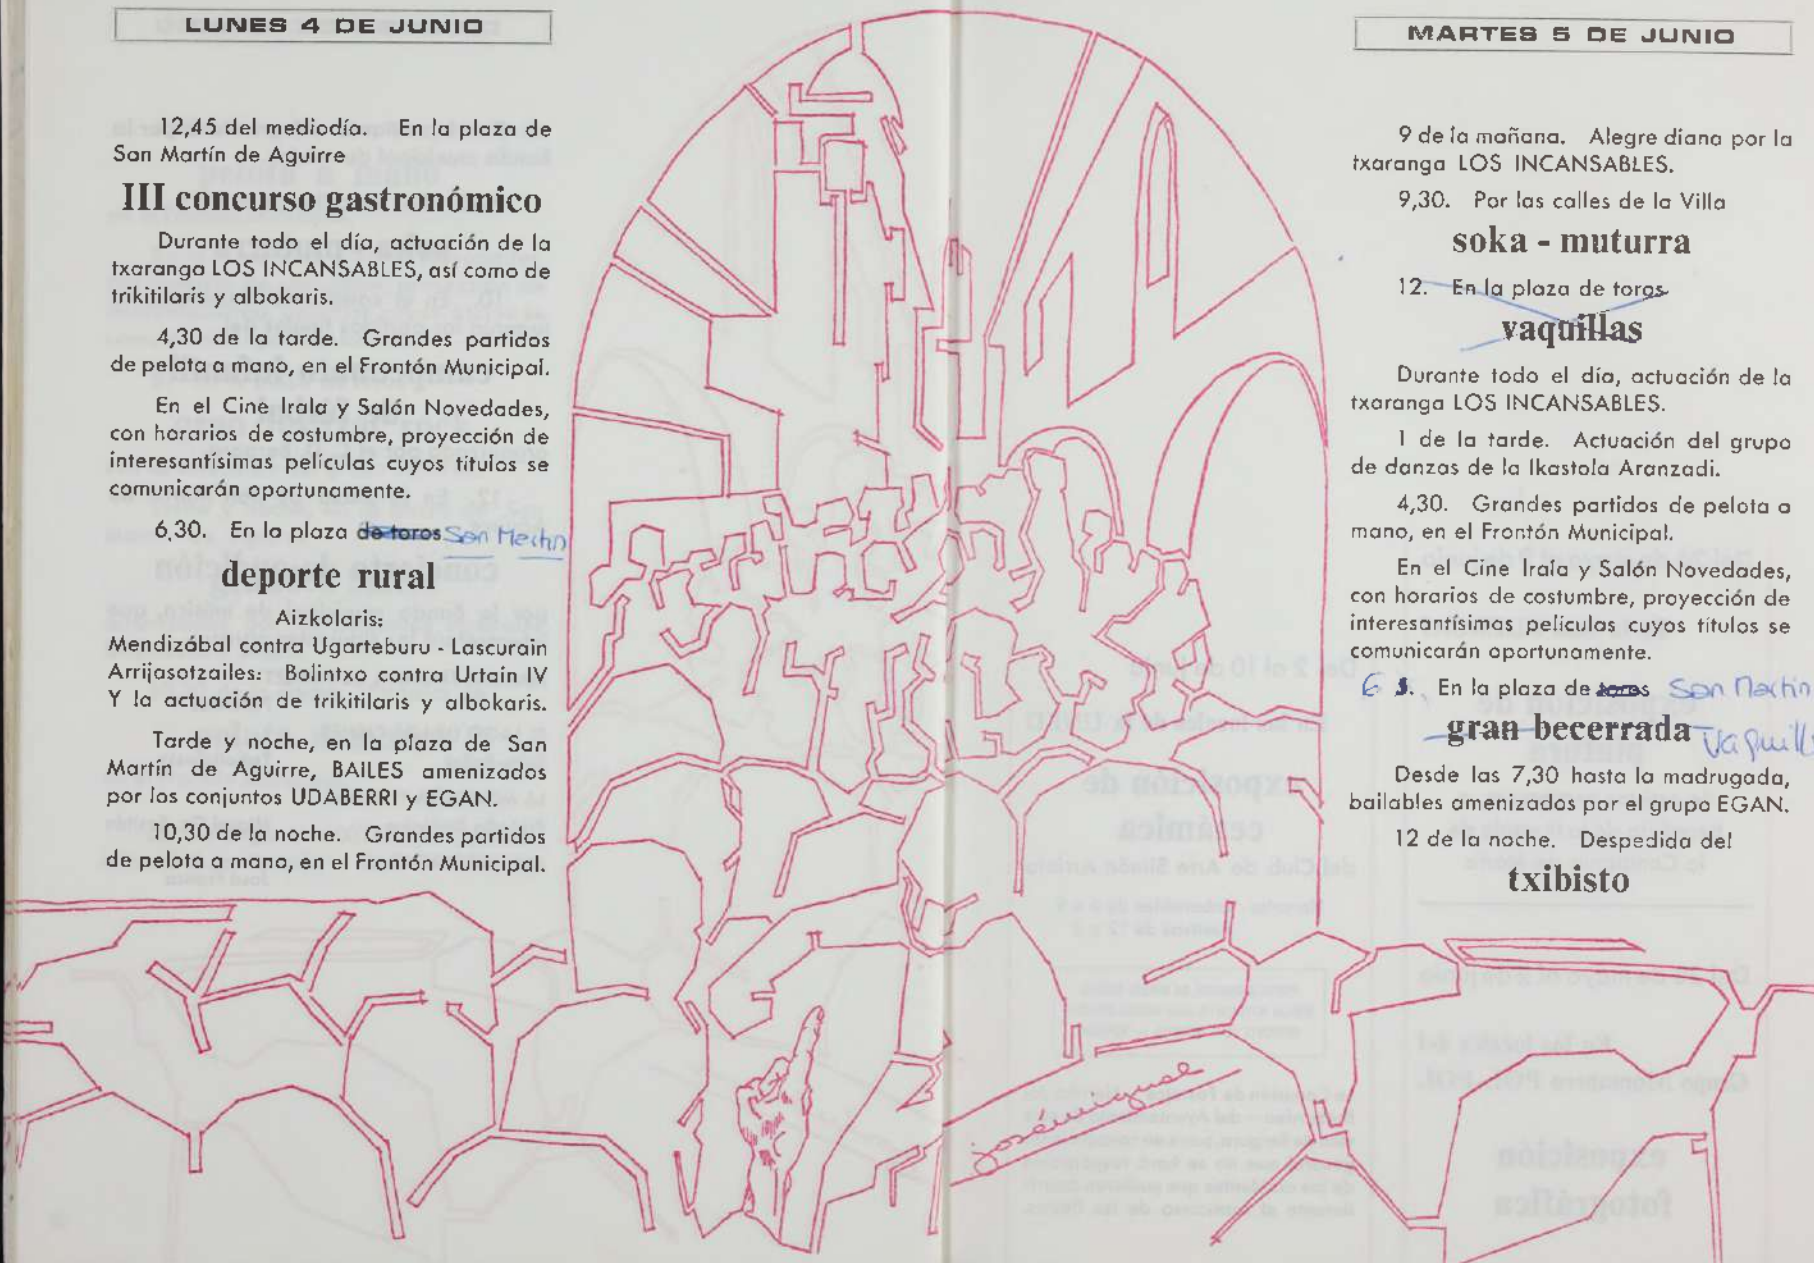 LUNES 4 DE JUNIO
12,45 del mediodía. En la plaza de
San Martín de Aguirre
III concurso gastronómico
Durante todo el día, actuación de la
txaranga LOS INCANSABLES, así como de
trikitilaris y albokaris.
4,30 de la tarde. Grandes partidos
de pelota a mano, en el Frontón Municipal.
En el Cine Irala y Salón Novedades,
con horarios de costumbre, proyección de
interesantísimas películas cuyos títulos se
comunicarán oportunamente.
6,30. En la plaza de toros San Martin
deporte rural
Aizkolaris:
Mendizábal contra Ugarteburu - Lascurain
Arrijasotzailes: Bolintxo contra Urtain IV
Y la actuación de trikitilaris y albokaris.
Tarde y noche, en la plaza de San
Martín de Aguirre, BAILES amenizados
por los conjuntos UDABERRI y EGAN.
10,30 de la noche. Grandes partidos
de pelota a mano, en el Frontón Municipal.
josémiguel
MARTES 5 DE JUNIO
9 de la mañana. Alegre diana por la
txaranga LOS INCANSABLES.
9,30. Por las calles de la Villa
soka - muturra
12. En la plaza de toros
vaquillas
Durante todo el día, actuación de la
txaranga LOS INCANSABLES.
1 de la tarde. Actuación del grupo
de danzas de la Ikastola Aranzadi.
4,30. Grandes partidos de pelota a
mano, en el Frontón Municipal.
En el Cine Irala y Salón Novedades,
con horarios de costumbre, proyección de
interesantísimas películas cuyos títulos se
comunicarán oportunamente.
6 . En la plaza de toros San Martin
gran becerrada
Desde las 7,30 hasta la madrugada,
bailables amenizados por el grupo EGAN.
12 de la noche. Despedida del
txibisto